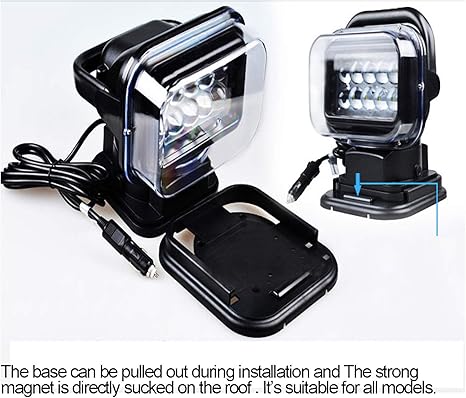 The base can be pulled out during installation and The strong
magnet is directly sucked on the roof . It's suitable for all models.